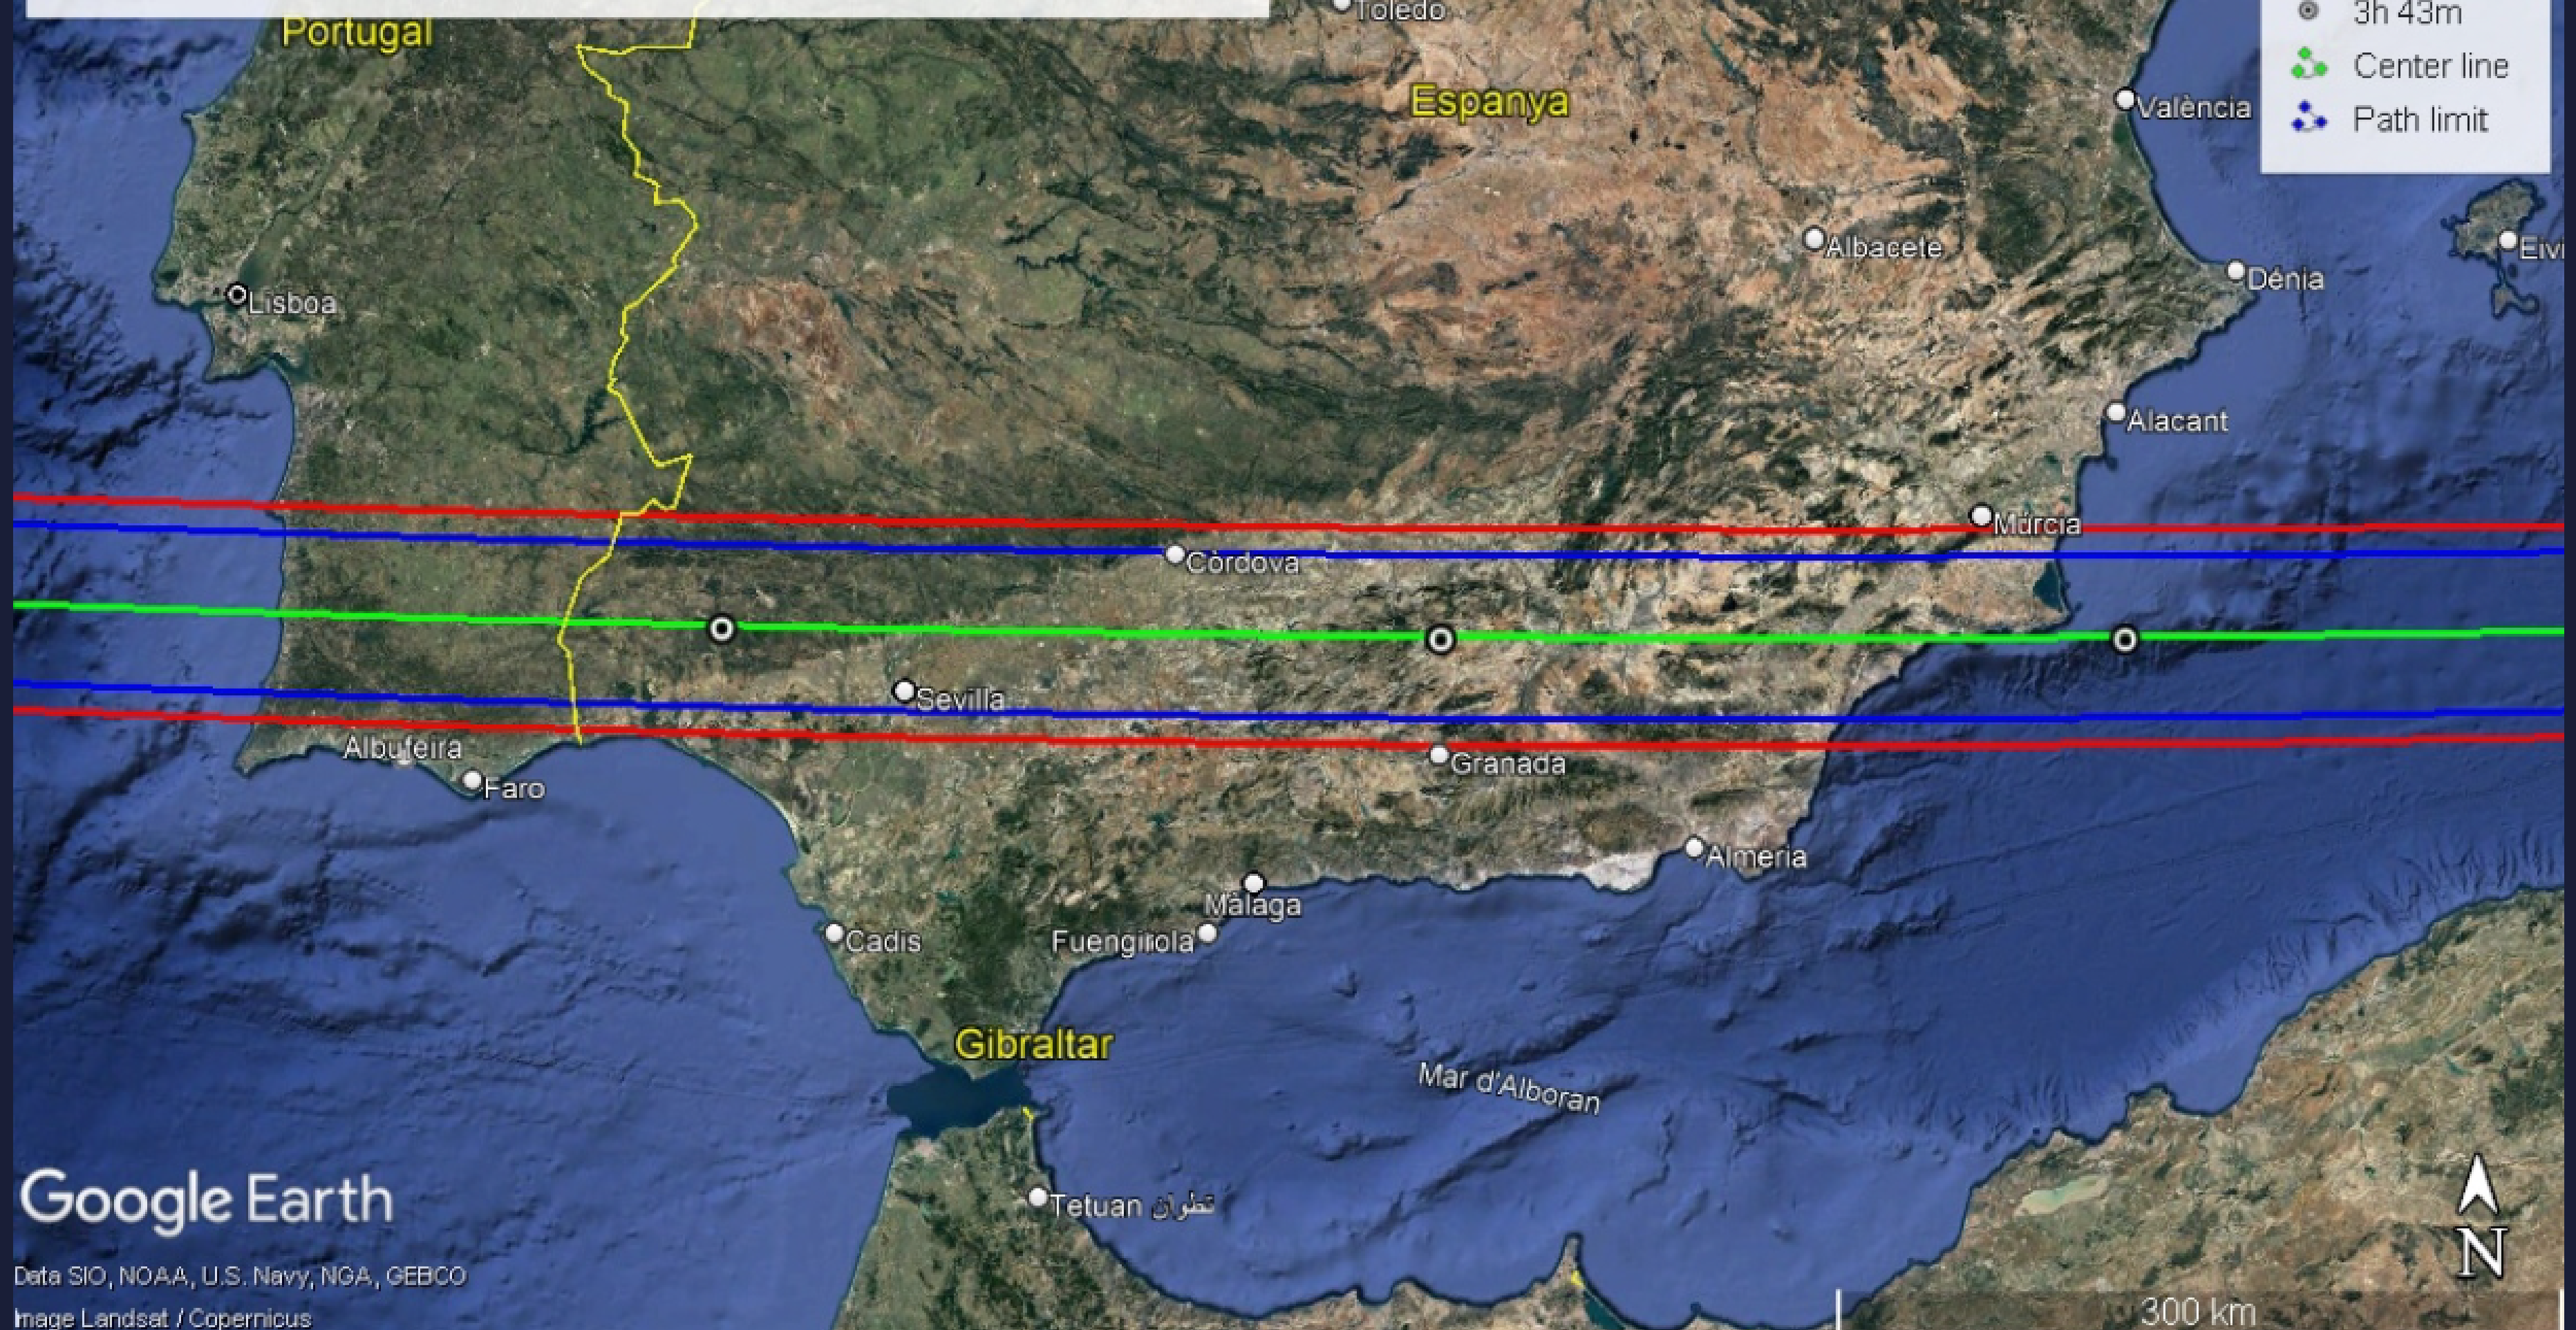 Toledo
3h 43m
Portugal
Center line
Espanya
València
Path limit
Albacete
Eivi
Dénia
Lisboa
Alacant
Múrcia
Còrdova
Sevilla
Albufeira
Granada
Faro
Almeria
Màlaga
Cadis
Fuengirola
Gibraltar
Mar d'Alboran
Google Earth
Tetuan تطوان
N
Data SIO, NOAA, U.S. Navy, NGA, GEBCO
Image Landsat / Copernicus
300 km